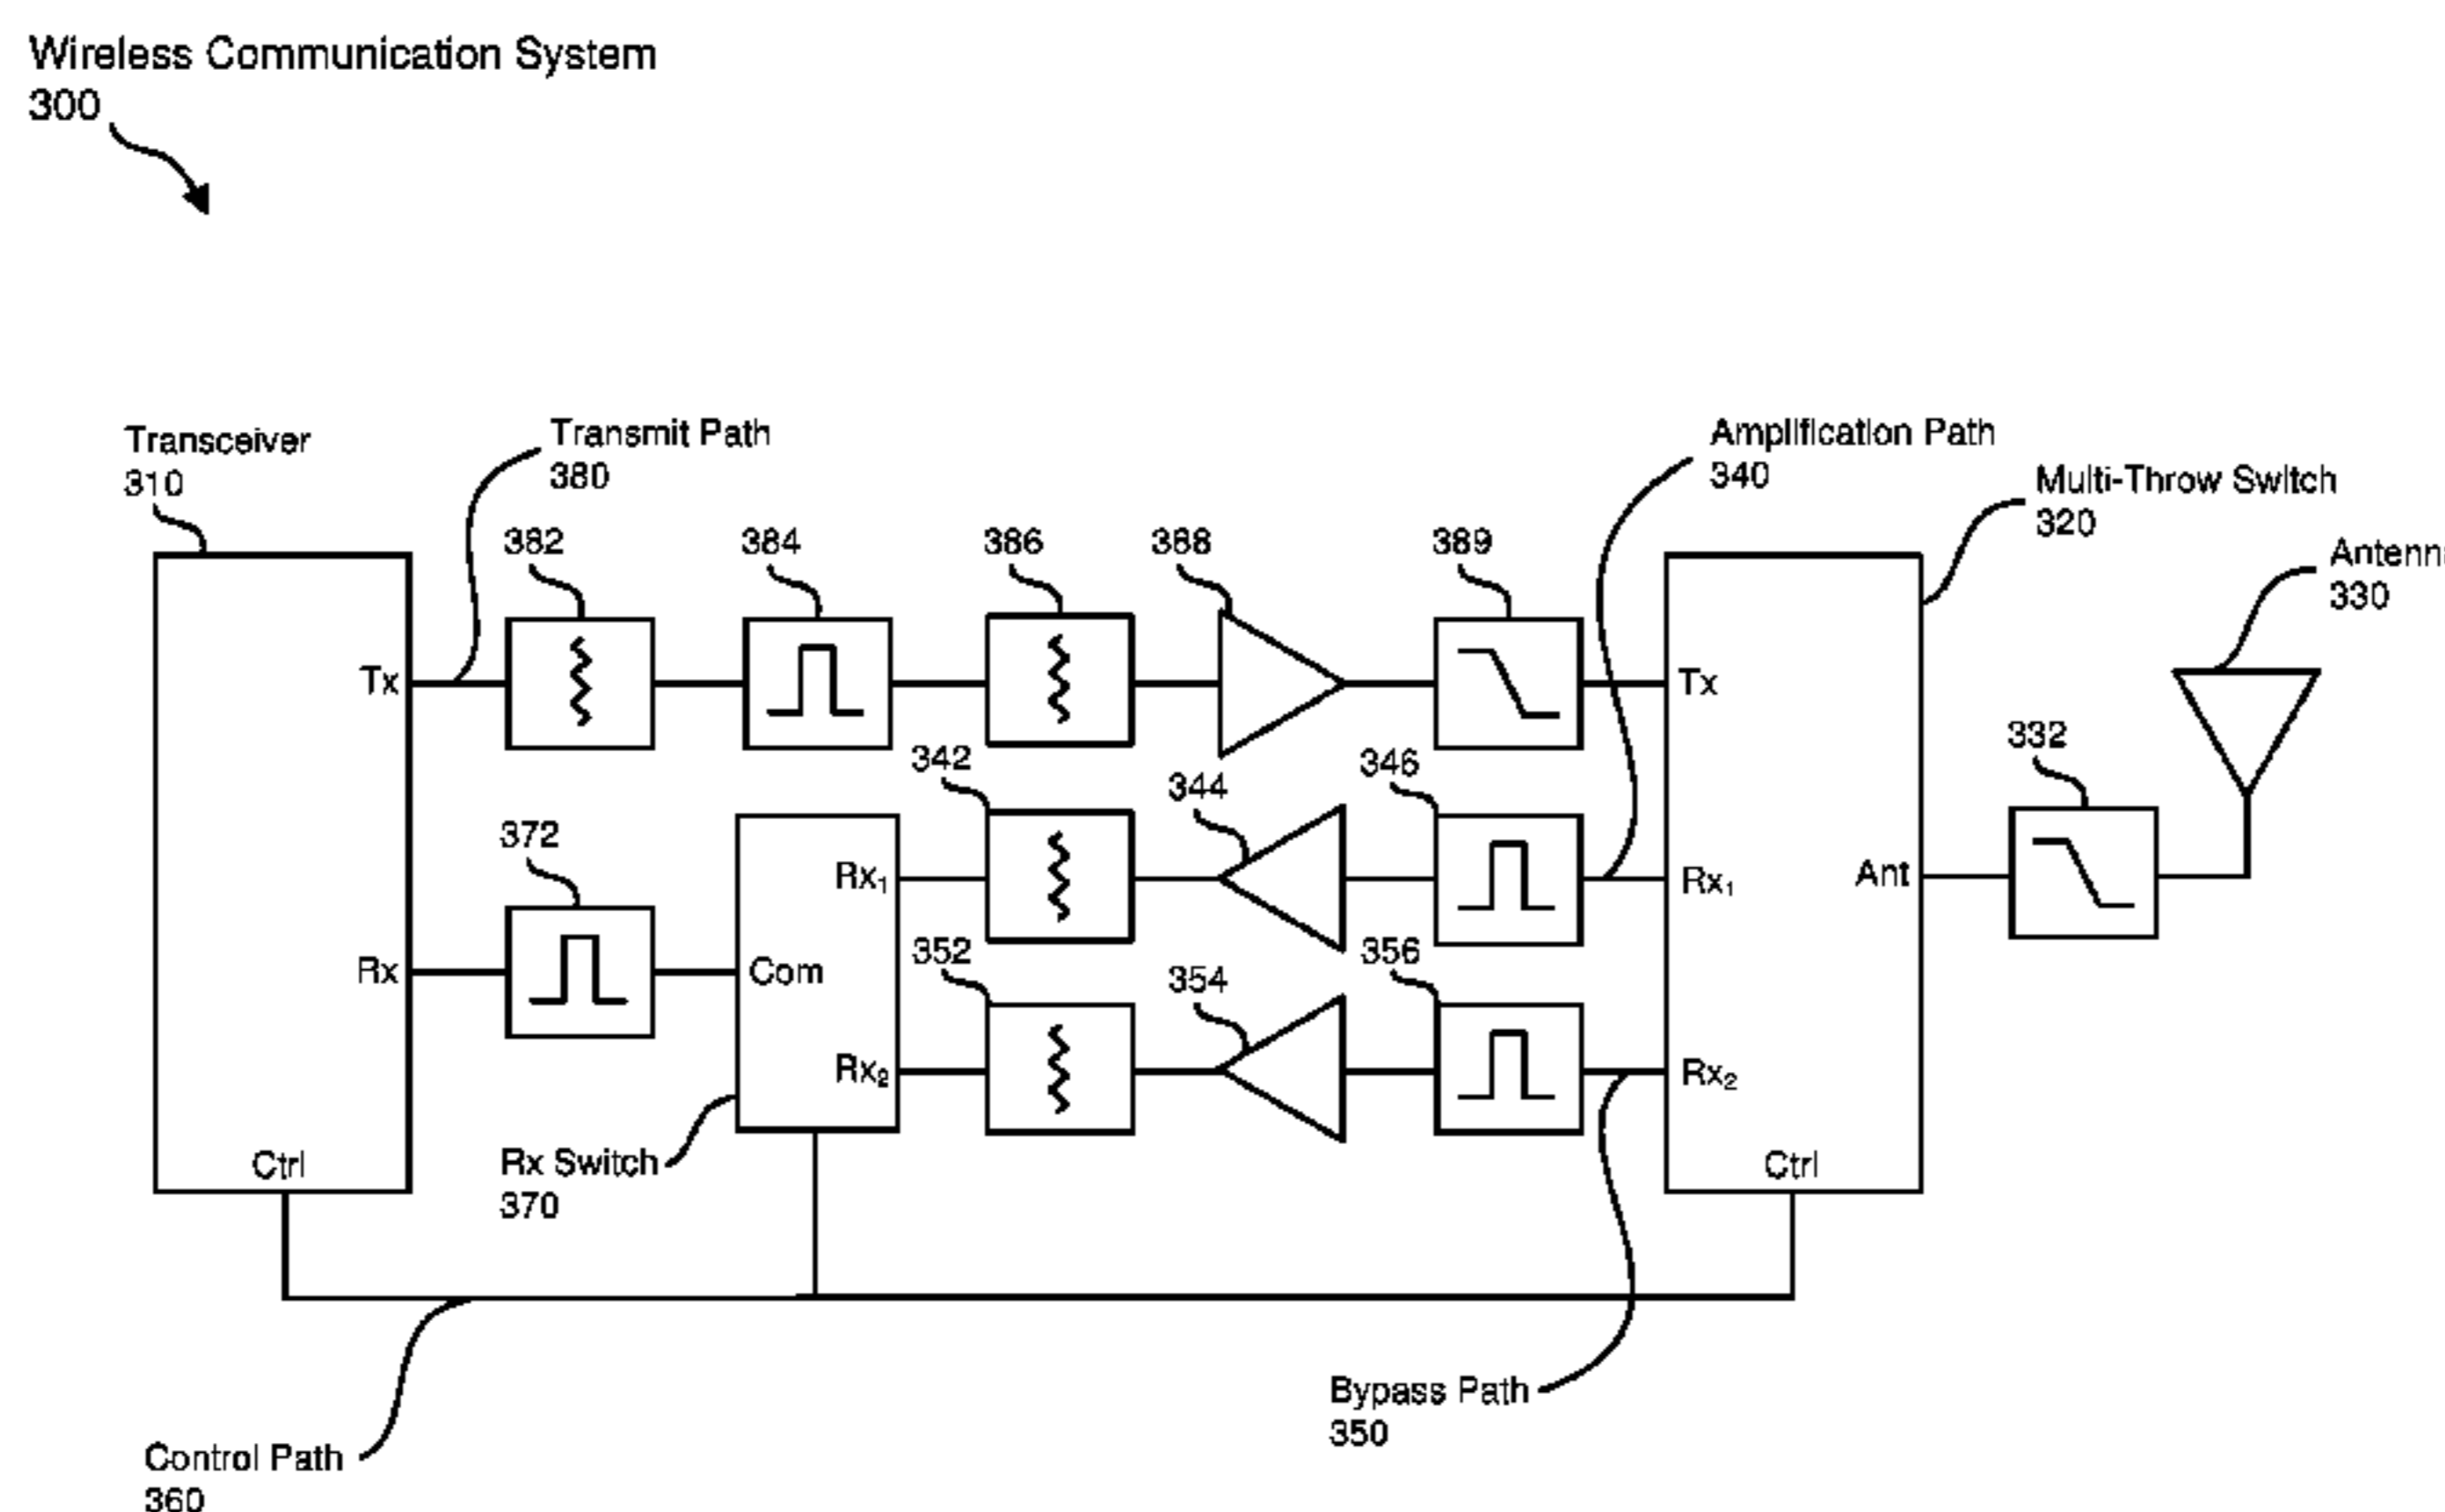 Wireless Communication System
300
Transceiver
310
Transmit Path
380
Amplification Path
340
Multi-Throw Switch
320
Antenn
330
382
384
386
388
389
Tx
Tx
342
344
346
332
372
Rx1
Rx1
Ant
352
354
356
Rx
Com
Rx2
Rx2
Ctrl
Rx Switch
370
Ctrl
Bypass Path
350
Control Path
360